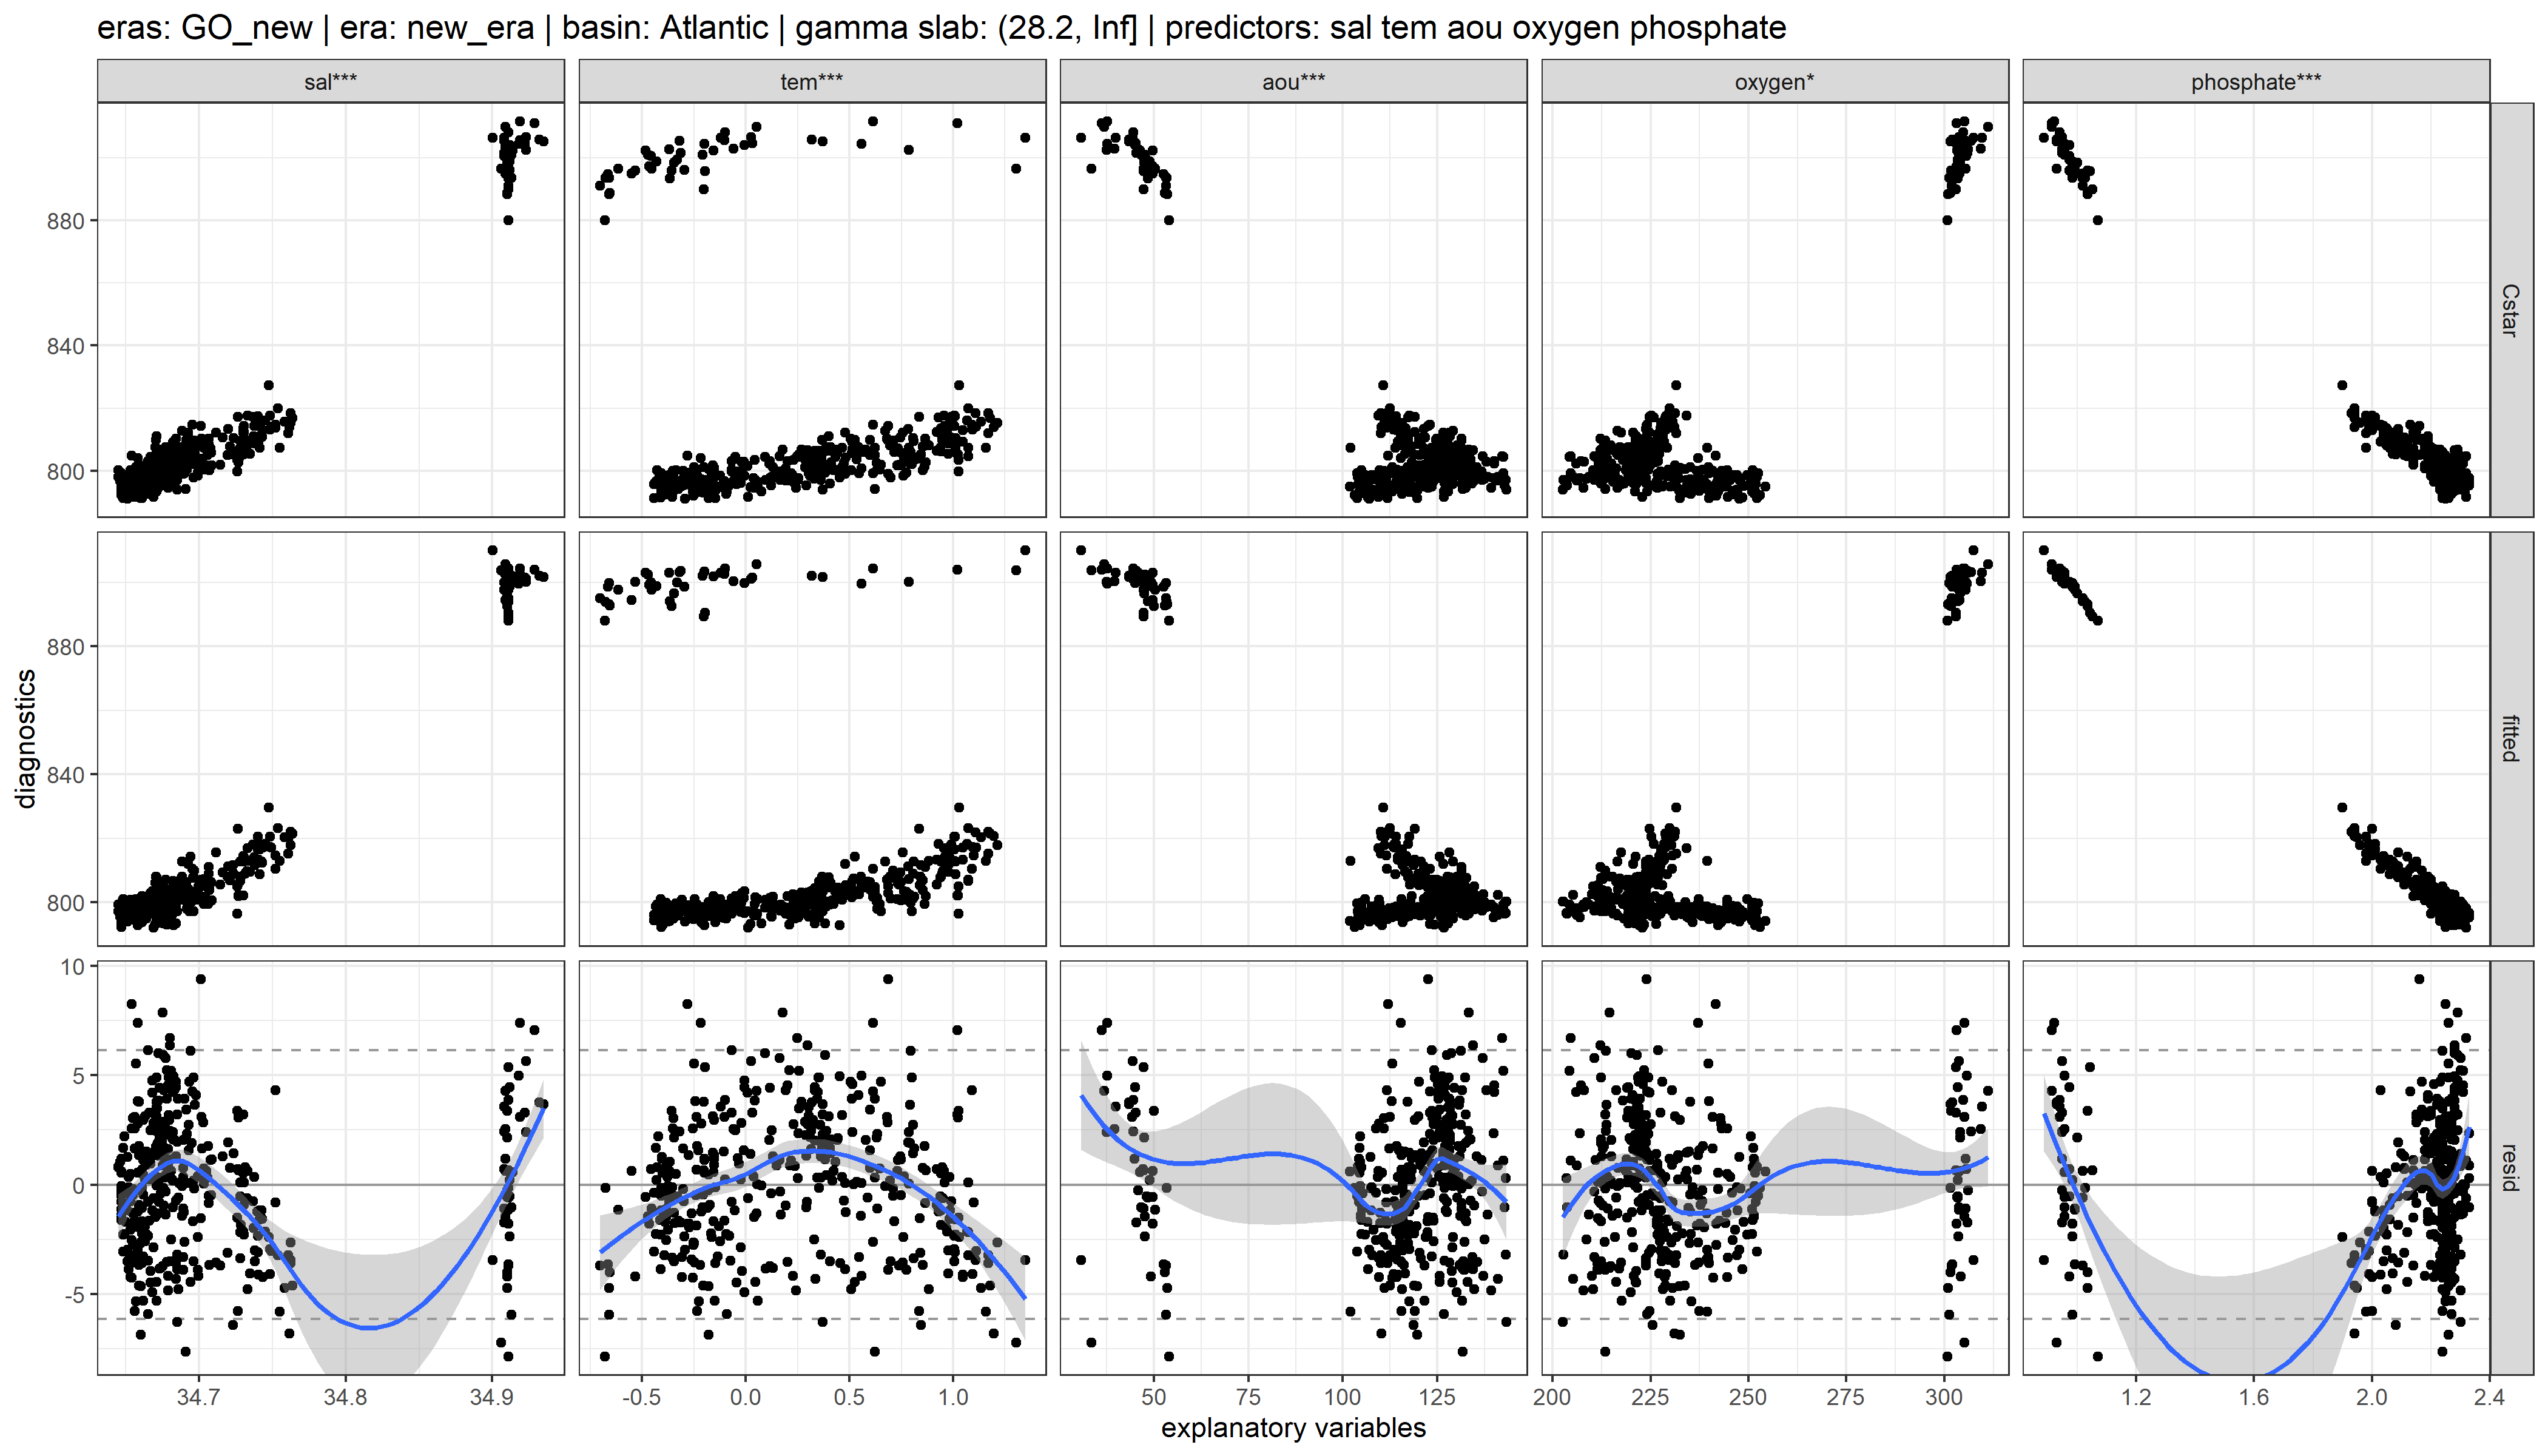 eras: GO_new | era: new_era | basin: Atlantic | gamma slab: (28.2, Inf] | predictors: sal tem aou oxygen phosphate
sal*** tem*** aou*** oxygen* phosphate***
880
840
800
Cstar
880
840
800
fitted
diagnostics
10
5
0
-5
resid
34.7 34.8 34.9 -0.5 0.0 0.5 1.0 50 75 100 125 200 225 250 275 300 1.2 1.6 2.0 2.4
explanatory variables